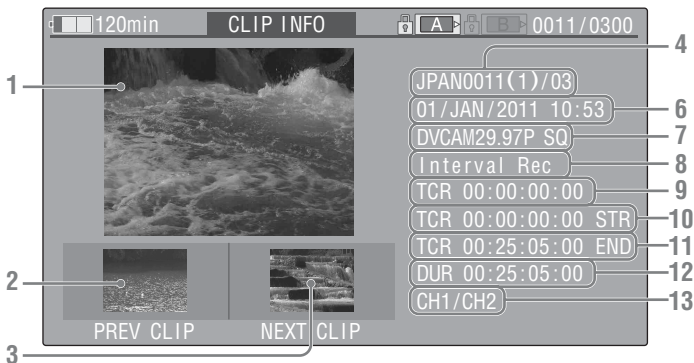 120min CLIP INFO A B 0011/0300
4
1
JPAN0011(1)/03
01/JAN/2011 10:53 6
DVCAM29.97P SQ 7
Interval Rec 8
TCR 00:00:00:00 9
TCR 00:00:00:00 STR 10
TCR 00:25:05:00 END 11
2
DUR 00:25:05:00 12
CH1/CH2 13
PREV CLIP NEXT CLIP
3